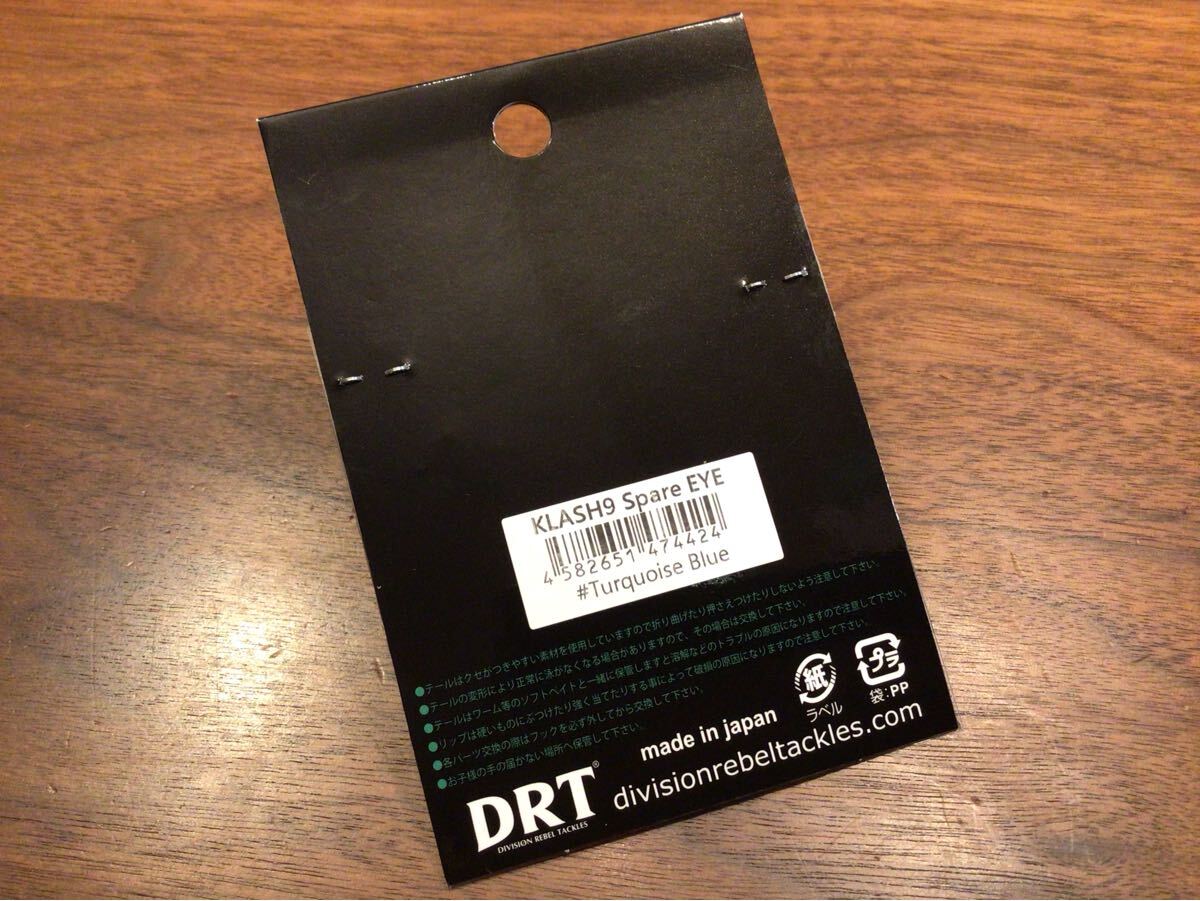 KLASH9 Spare EYE
4 582651 474424
#Turquoise Blue
●テールはクセがつきやすい素材を使用していますので折り曲げたり押さえつけたりしないよう注意して下さい。
●テールの変形により正常に泳がなくなる場合がありますので、その場合は交換して下さい。
●テールはワーム等のソフトベイトと一緒に保管しますと溶解などのトラブルの原因になりますので注意して下さい。
●リップは硬いものにぶつけたり強く当てたりする事によって破損の原因になりますので注意して下さい。
●各パーツ交換の際はフックを必ず外してから交換して下さい。
●お子様の手の届かない場所へ保管して下さい。
紙
ラベル
プラ
袋:PP
made in japan
DRT®
DIVISION REBEL TACKLES
divisionrebeltackles.com